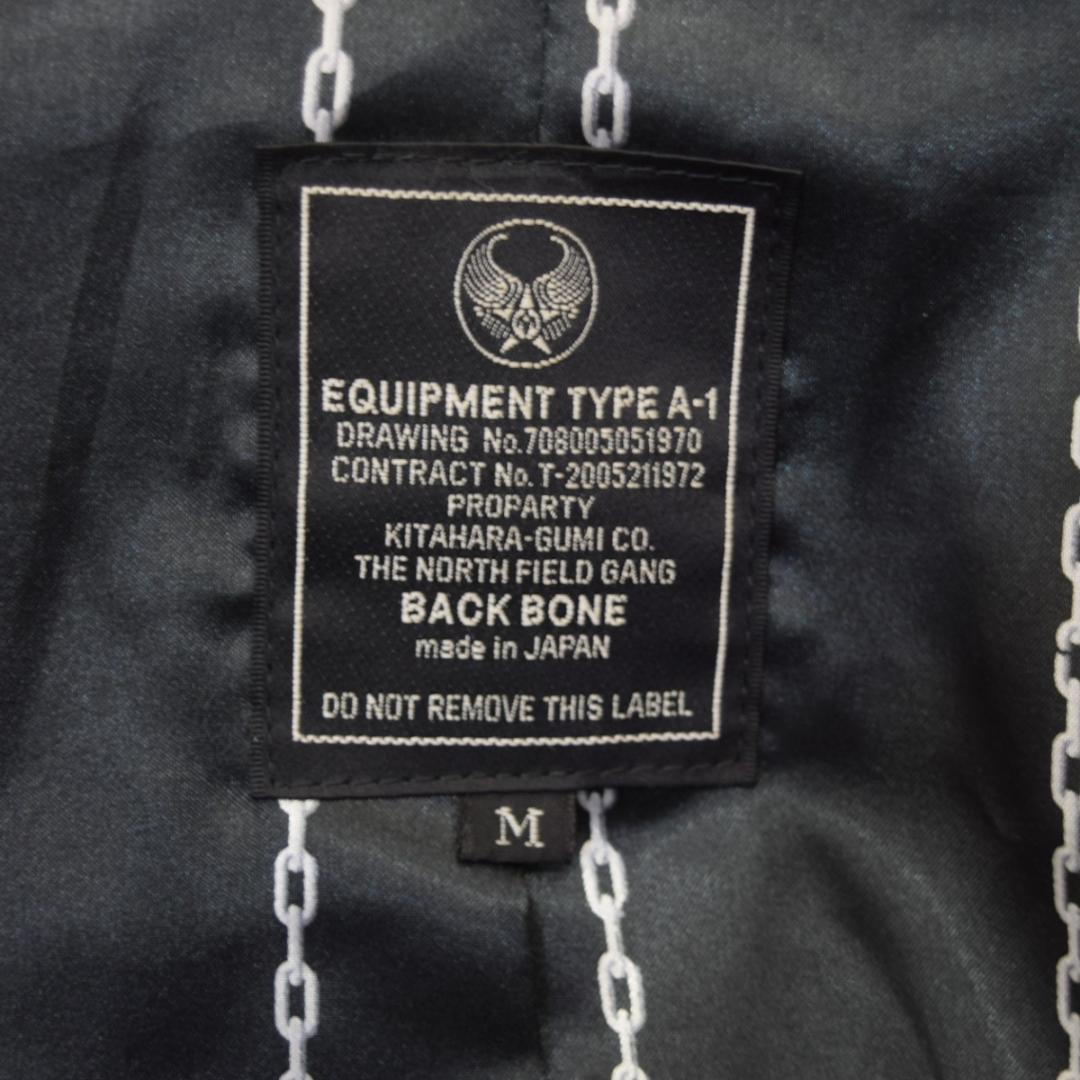 EQUIPMENT TYPE A-1
DRAWING No.708005051970
CONTRACT No. T-2005211972
PROPARTY
KITAHARA-GUMI CO.
THE NORTH FIELD GANG
BACK BONE
made in JAPAN
DO NOT REMOVE THIS LABEL
M